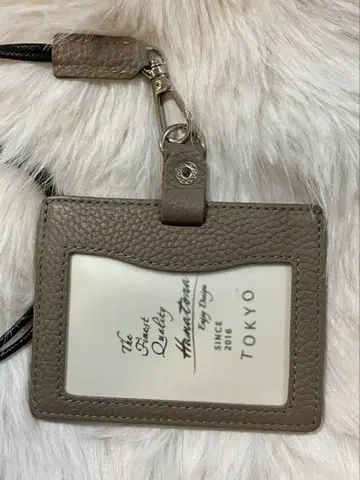 The
Finest
Quality
Hanatora
Enjoy Design
SINCE
2016
TOKYO